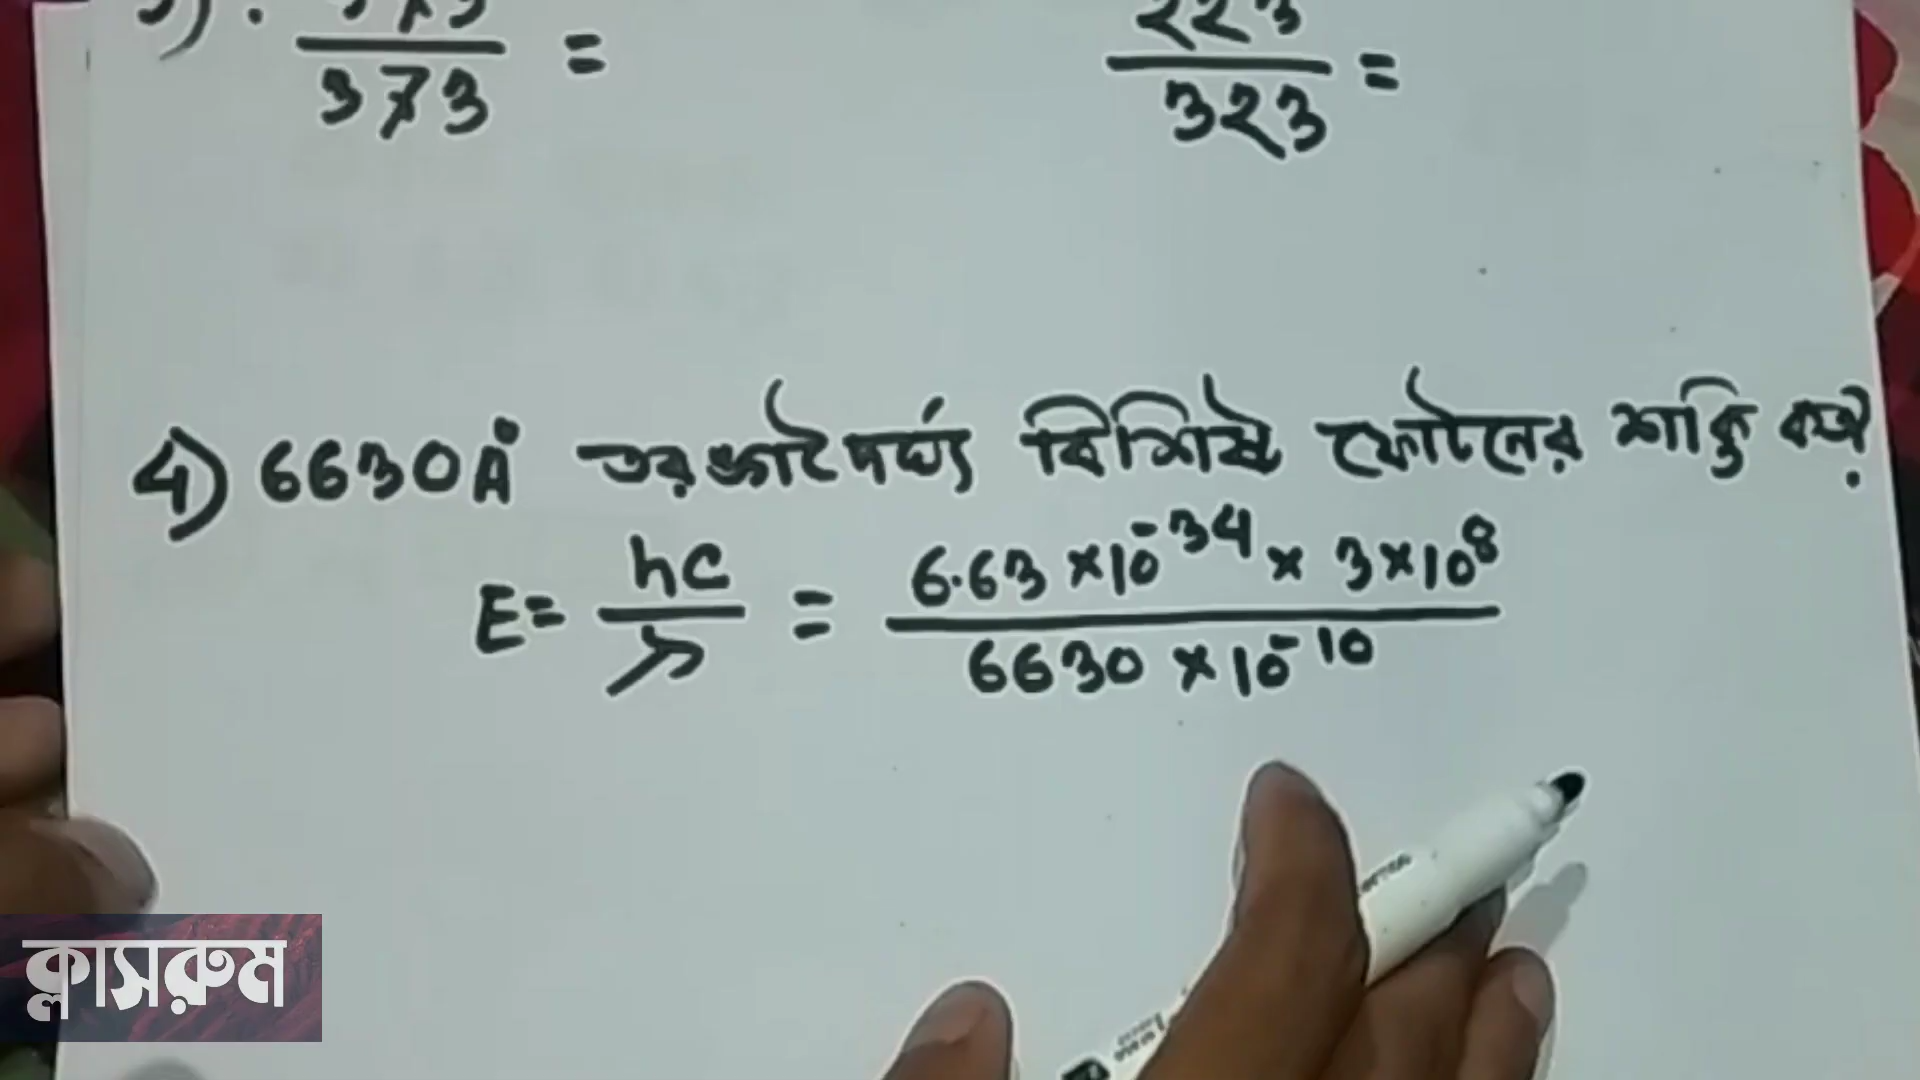 373 =
323 =
4) 6630Å তরঙ্গদৈর্ঘ্য বিশিষ্ট ফোটনের শক্তি কত?
E = hc/λ = 6.63 × 10⁻³⁴ × 3 × 10⁸ / 6630 × 10⁻¹⁰
ক্লাসরুম